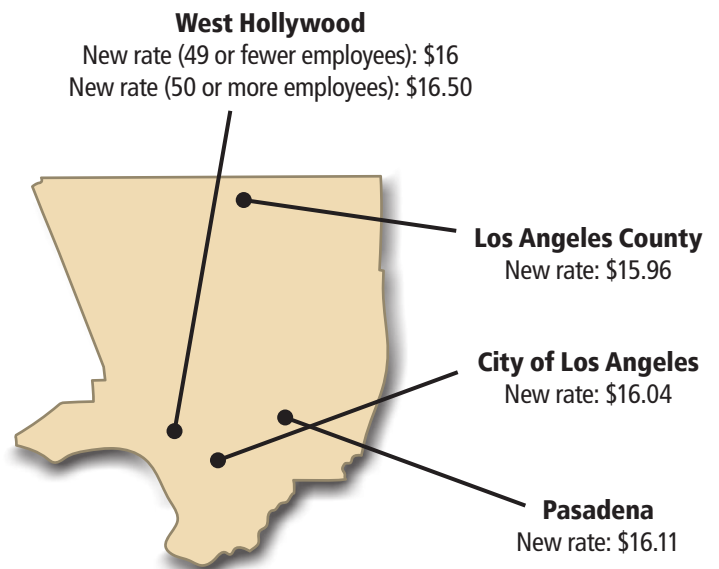 West Hollywood
New rate (49 or fewer employees): $16
New rate (50 or more employees): $16.50
Los Angeles County
New rate: $15.96
City of Los Angeles
New rate: $16.04
Pasadena
New rate: $16.11